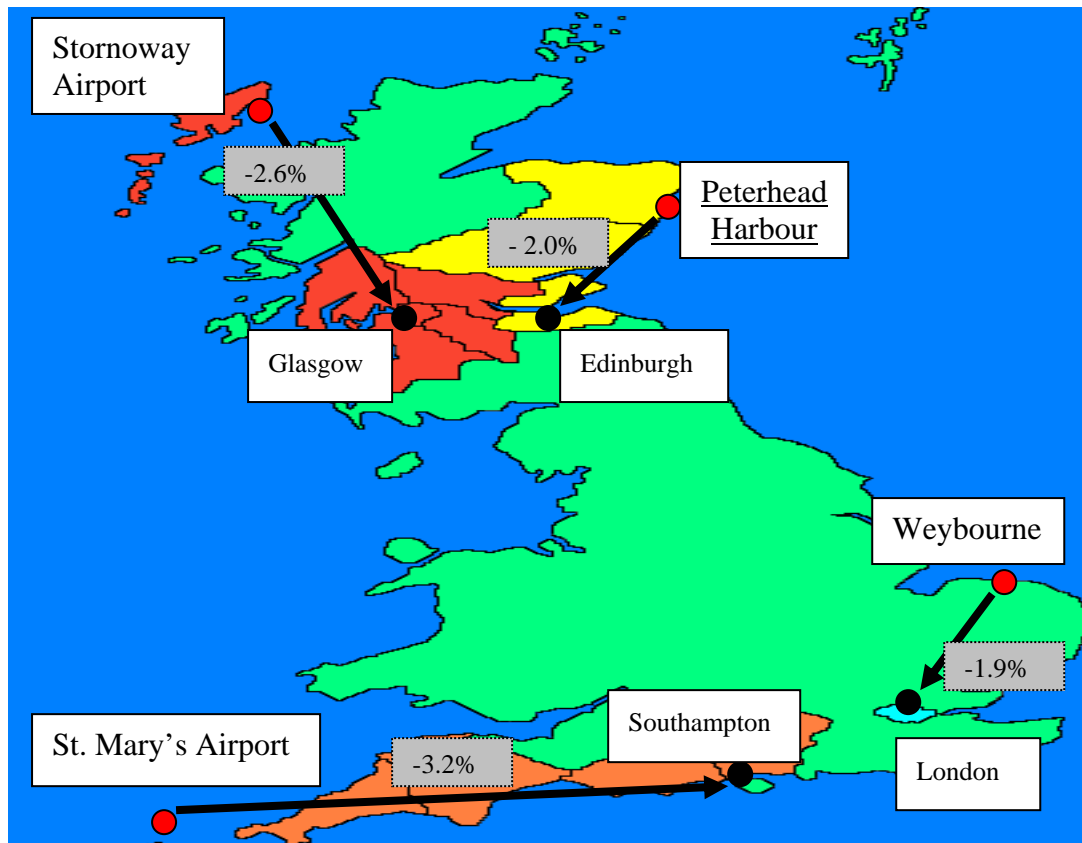 Stornoway
Airport
-2.6%
Peterhead
Harbour
- 2.0%
Glasgow
Edinburgh
Weybourne
-1.9%
Southampton
St. Mary’s Airport
-3.2%
London